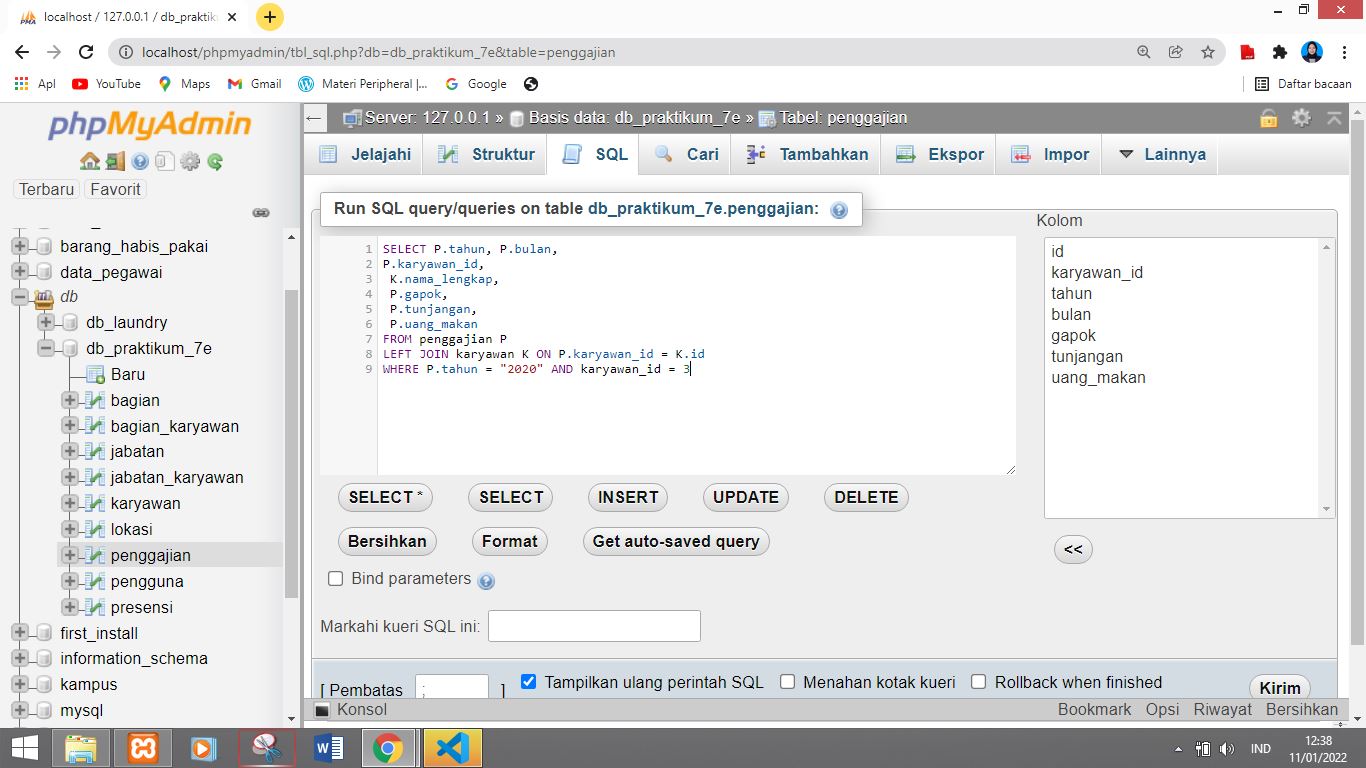 localhost / 127.0.0.1 / db_praktik
localhost/phpmyadmin/tbl_sql.php?db=db_praktikum_7e&table=penggajian
Apl YouTube Maps Gmail Materi Peripheral |... Google Daftar bacaan
phpMyAdmin
Terbaru Favorit
barang_habis_pakai
data_pegawai
db
db_laundry
db_praktikum_7e
Baru
bagian
bagian_karyawan
jabatan
jabatan_karyawan
karyawan
lokasi
penggajian
pengguna
presensi
first_install
information_schema
kampus
mysql
Server: 127.0.0.1 » Basis data: db_praktikum_7e » Tabel: penggajian
Jelajahi Struktur SQL Cari Tambahkan Ekspor Impor Lainnya
Run SQL query/queries on table db_praktikum_7e.penggajian:
1 SELECT P.tahun, P.bulan,
2 P.karyawan_id,
3 K.nama_lengkap,
4 P.gapok,
5 P.tunjangan,
6 P.uang_makan
7 FROM penggajian P
8 LEFT JOIN karyawan K ON P.karyawan_id = K.id
9 WHERE P.tahun = "2020" AND karyawan_id = 3
Kolom
id
karyawan_id
tahun
bulan
gapok
tunjangan
uang_makan
<<
SELECT * SELECT INSERT UPDATE DELETE
Bersihkan Format Get auto-saved query
Bind parameters
Markahi kueri SQL ini:
[ Pembatas ; ] Tampilkan ulang perintah SQL Menahan kotak kueri Rollback when finished Kirim
Konsol Bookmark Opsi Riwayat Bersihkan
IND
12:38
11/01/2022